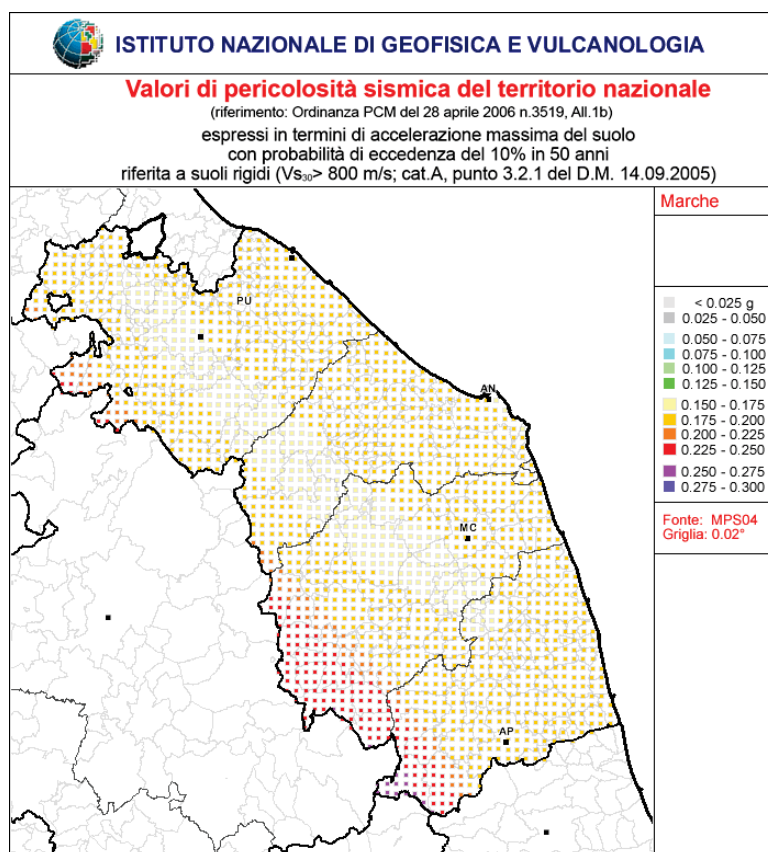 ISTITUTO NAZIONALE DI GEOFISICA E VULCANOLOGIA
Valori di pericolosità sismica del territorio nazionale
(riferimento: Ordinanza PCM del 28 aprile 2006 n.3519, All.1b)
espressi in termini di accelerazione massima del suolo
con probabilità di eccedenza del 10% in 50 anni
riferita a suoli rigidi (Vs₃₀> 800 m/s; cat.A, punto 3.2.1 del D.M. 14.09.2005)
Marche
< 0.025 g
0.025 - 0.050
0.050 - 0.075
0.075 - 0.100
0.100 - 0.125
0.125 - 0.150
0.150 - 0.175
0.175 - 0.200
0.200 - 0.225
0.225 - 0.250
0.250 - 0.275
0.275 - 0.300
Fonte: MPS04
Griglia: 0.02°
PU
AN
MC
AP